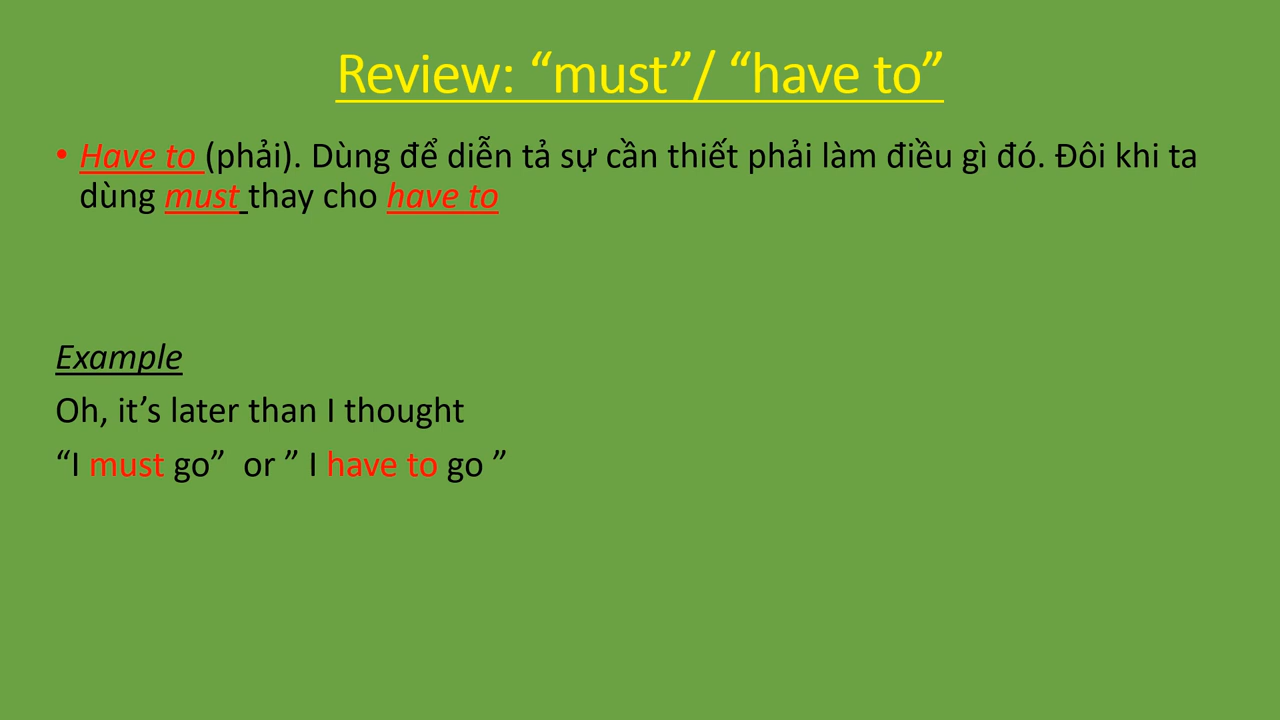 Review: “must”/ “have to”
• Have to (phải). Dùng để diễn tả sự cần thiết phải làm điều gì đó. Đôi khi ta
dùng must thay cho have to
Example
Oh, it’s later than I thought
“I must go”  or ” I have to go ”